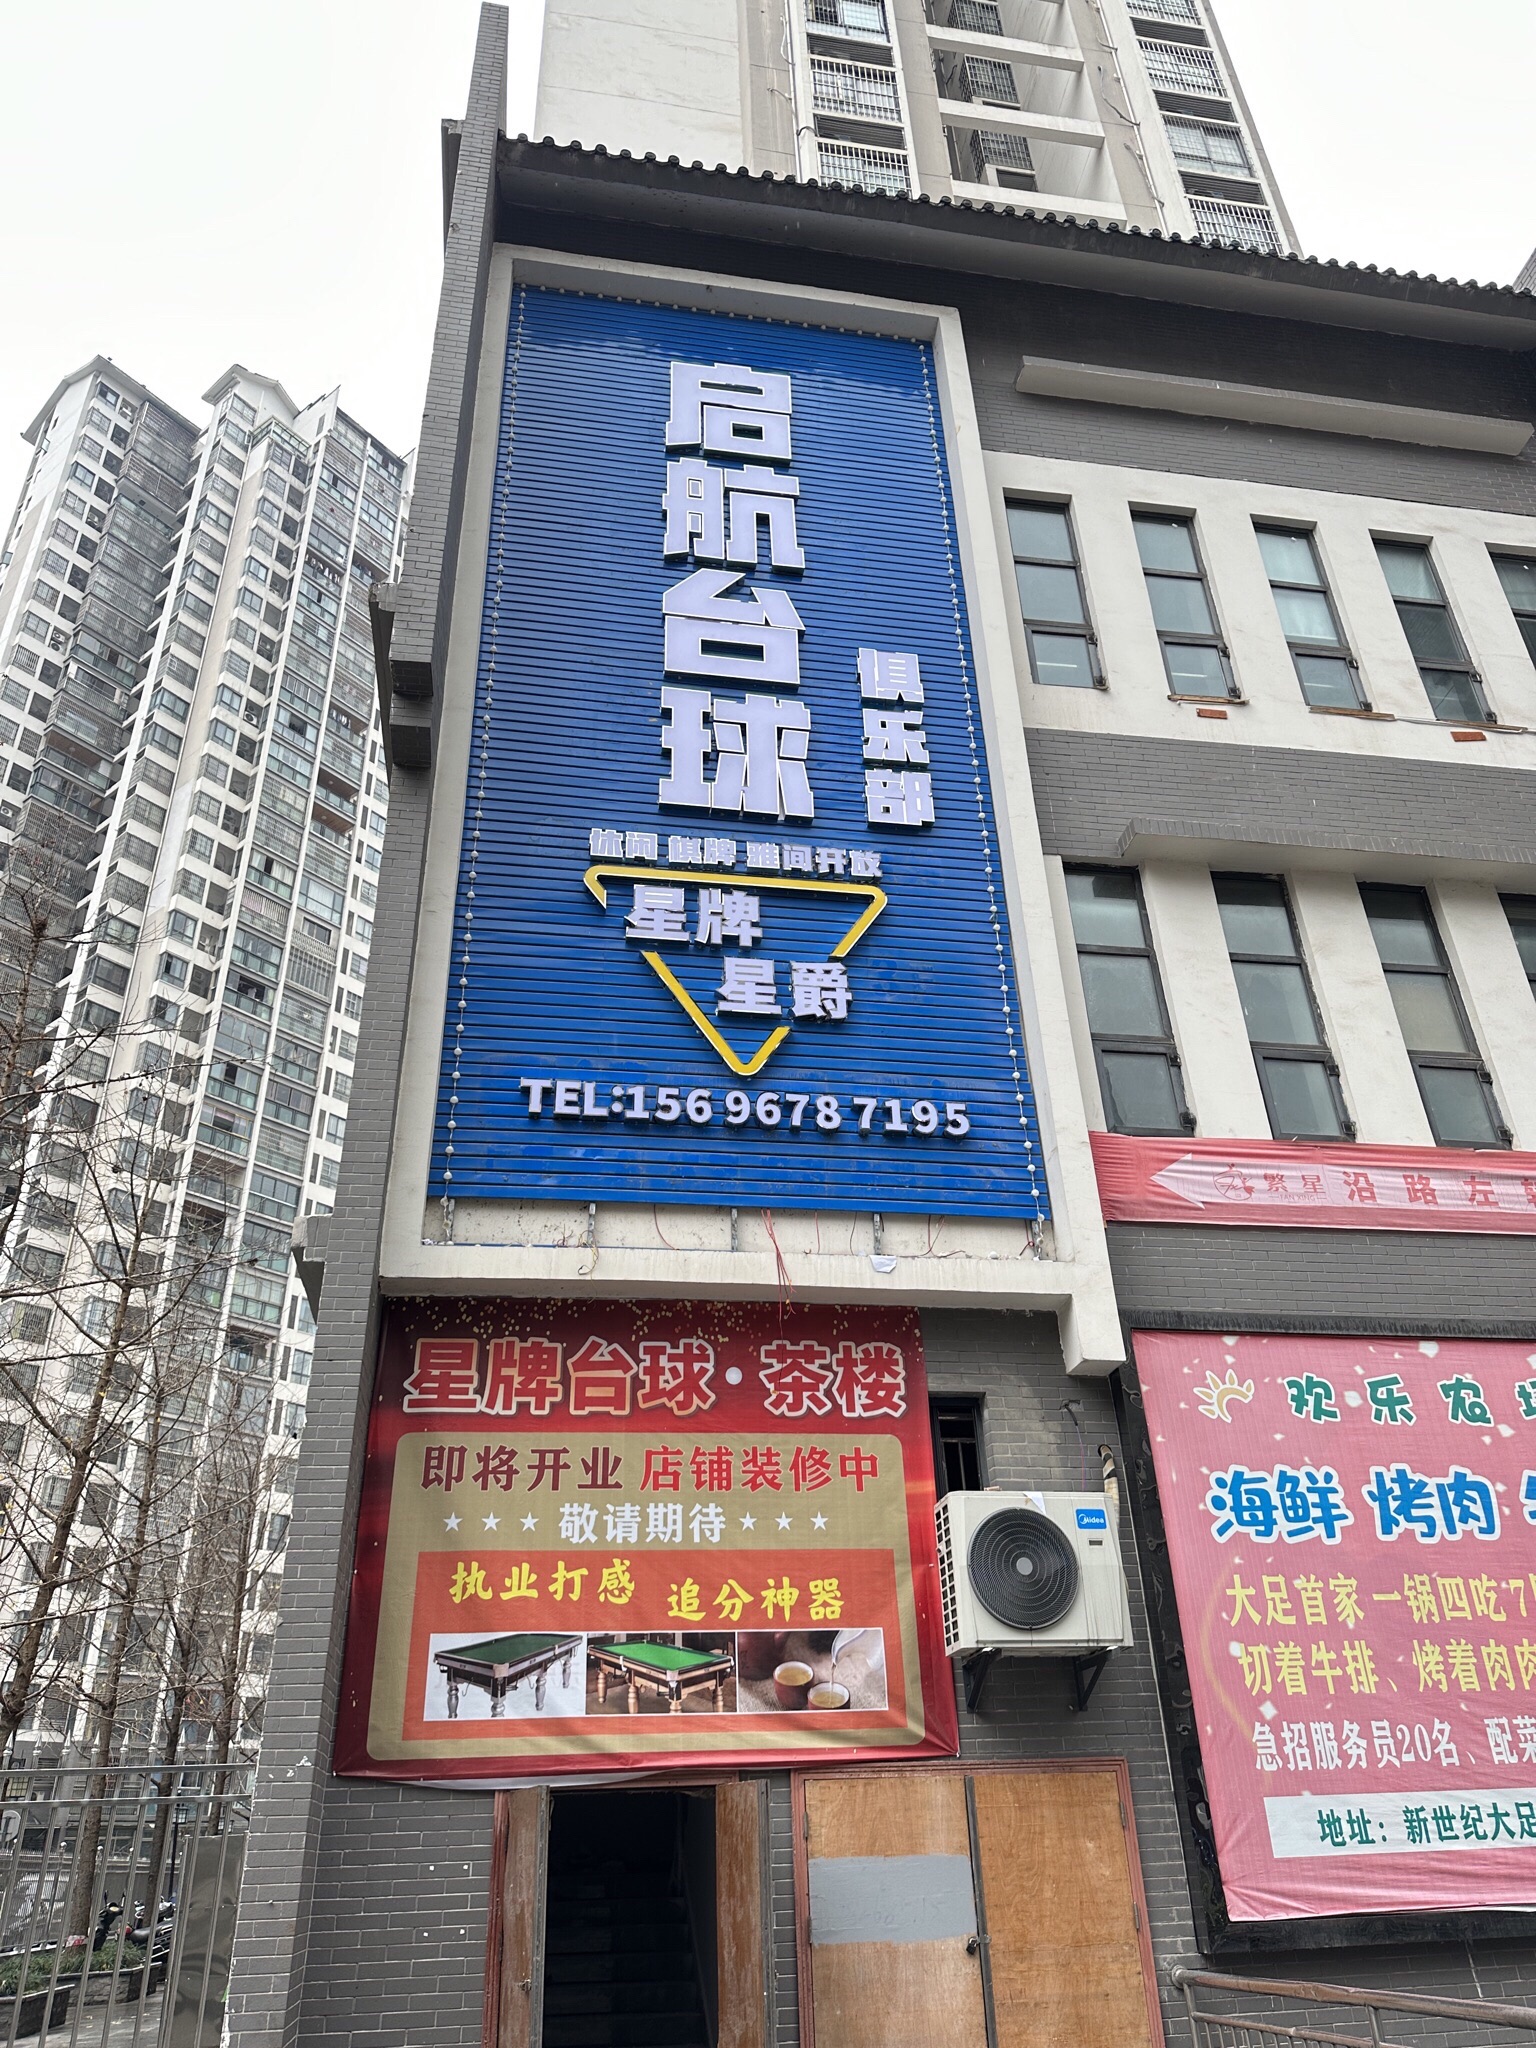 启航台球
俱乐部
休闲 棋牌 雅间开放
星牌
星爵
TEL:156 9678 7195
星牌台球·茶楼
即将开业 店铺装修中
★ ★ ★ 敬请期待 ★ ★ ★
执业打感 追分神器
Midea
繁星 沿路左
欢乐农
海鲜 烤肉
大足首家 一锅四吃 7
切着牛排、烤着肉
急招服务员20名、配菜
地址：新世纪大足